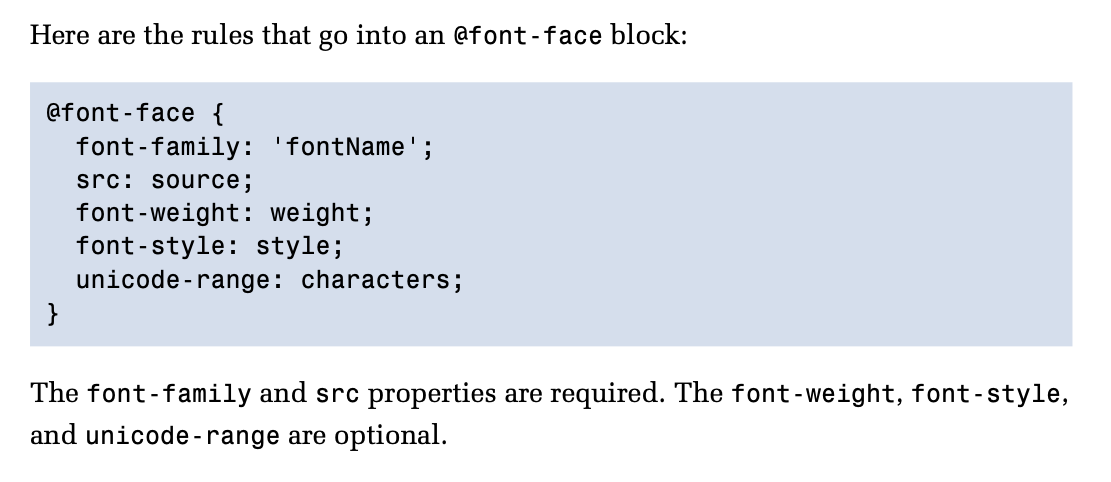 Here are the rules that go into an @font-face block:
@font-face {
  font-family: 'fontName';
  src: source;
  font-weight: weight;
  font-style: style;
  unicode-range: characters;
}
The font-family and src properties are required. The font-weight, font-style,
and unicode-range are optional.